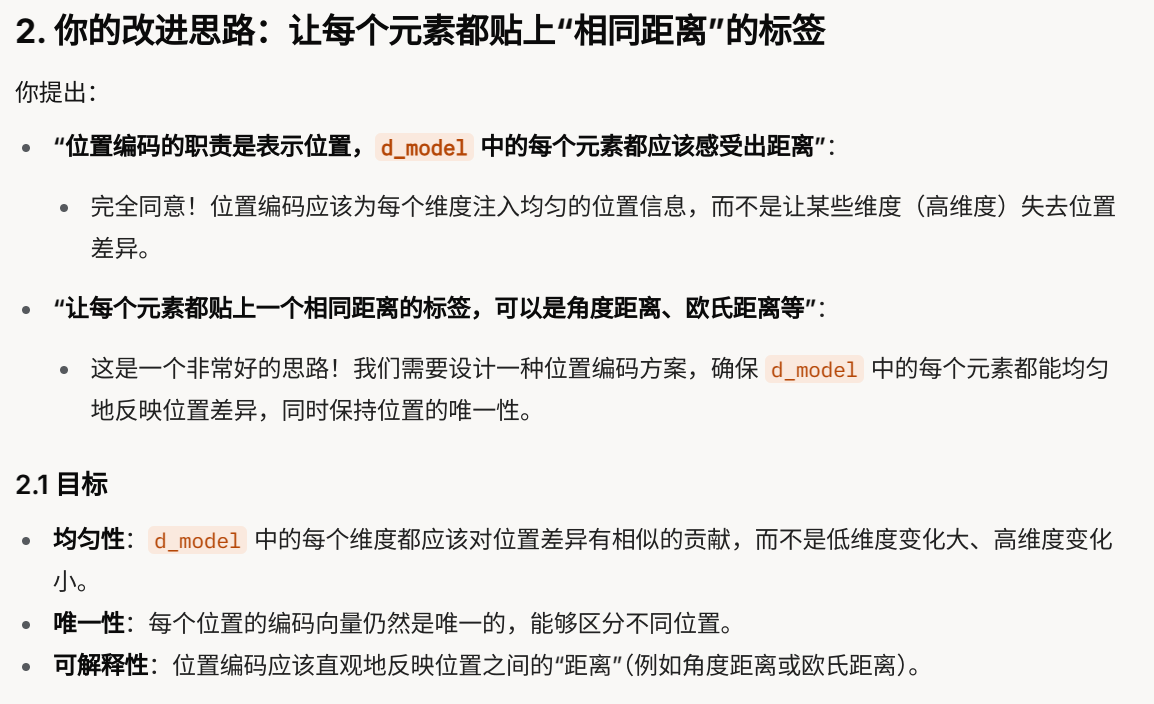 2. 你的改进思路：让每个元素都贴上“相同距离”的标签
你提出：
“位置编码的职责是表示位置，d_model 中的每个元素都应该感受出距离”：
完全同意！位置编码应该为每个维度注入均匀的位置信息，而不是让某些维度（高维度）失去位置
差异。
“让每个元素都贴上一个相同距离的标签，可以是角度距离、欧氏距离等”：
这是一个非常好的思路！我们需要设计一种位置编码方案，确保 d_model 中的每个元素都能均匀
地反映位置差异，同时保持位置的唯一性。
2.1 目标
均匀性：d_model 中的每个维度都应该对位置差异有相似的贡献，而不是低维度变化大、高维度变化
小。
唯一性：每个位置的编码向量仍然是唯一的，能够区分不同位置。
可解释性：位置编码应该直观地反映位置之间的“距离”（例如角度距离或欧氏距离）。